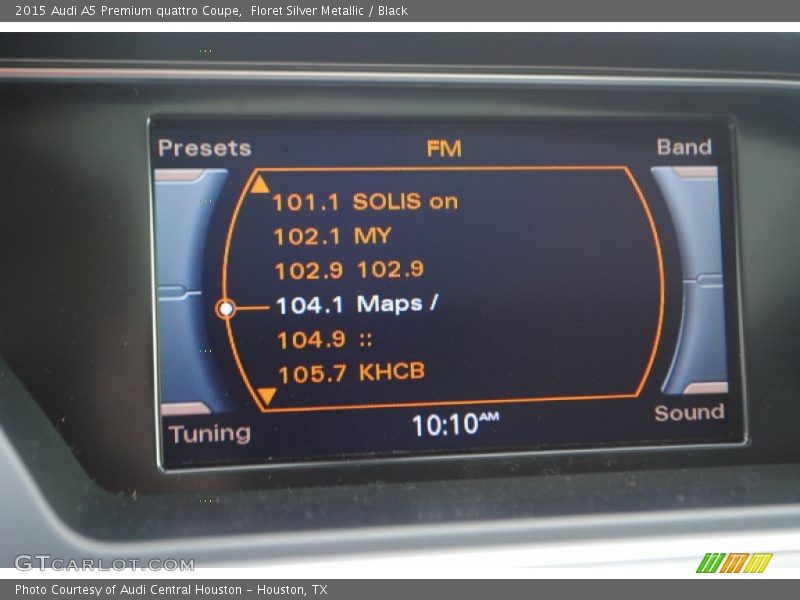 2015 Audi A5 Premium quattro Coupe,  Floret Silver Metallic / Black
Presets
FM
Band
101.1 SOLIS on
102.1 MY
102.9 102.9
104.1 Maps /
104.9 ::
105.7 KHCB
Tuning
10:10 AM
Sound
GTcarlot.com
Photo Courtesy of Audi Central Houston - Houston, TX